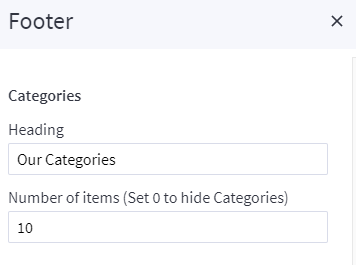 Footer
Categories
Heading
Our Categories
Number of items (Set 0 to hide Categories)
10